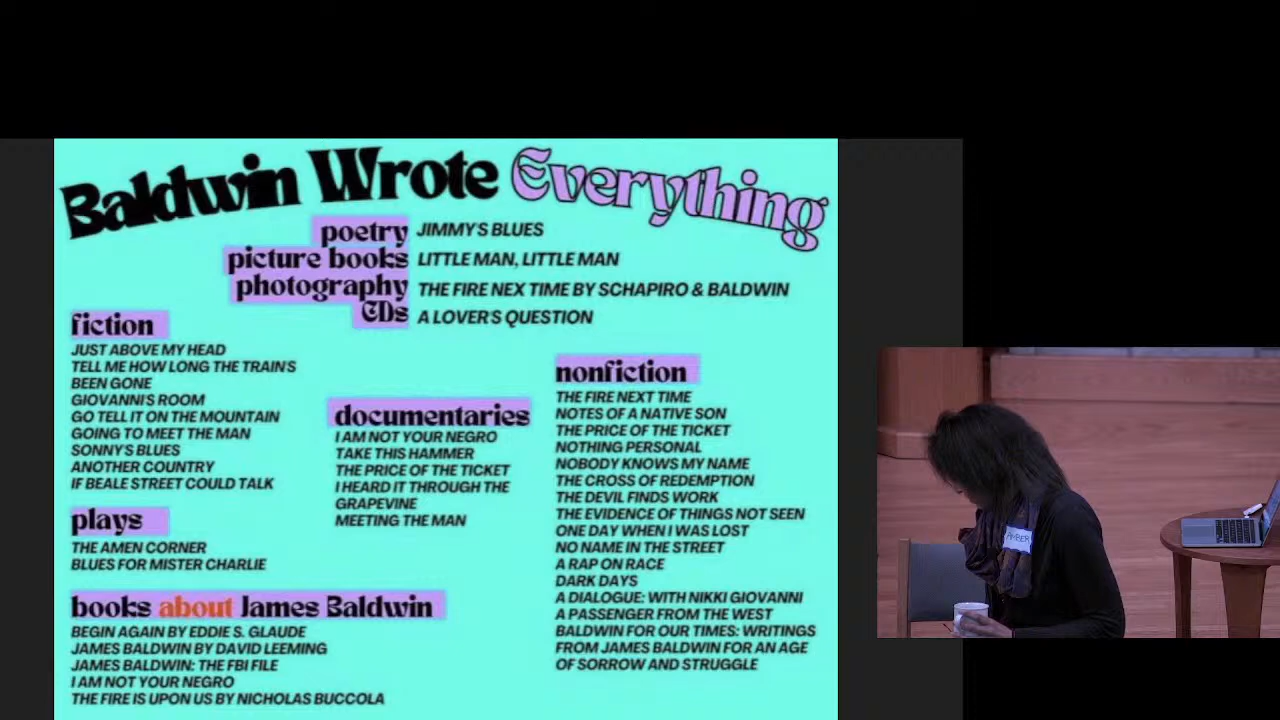 Baldwin Wrote Everything
poetry JIMMY'S BLUES
picture books LITTLE MAN, LITTLE MAN
photography THE FIRE NEX TIME BY SCHAPIRO & BALDWIN
CDs A LOVER'S QUESTION
fiction
JUST ABOVE MY HEAD
TELL ME HOW LONG THE TRAIN'S
BEEN GONE
GIOVANNI'S ROOM
GO TELL IT ON THE MOUNTAIN
GOING TO MEET THE MAN
SONNY'S BLUES
ANOTHER COUNTRY
IF BEALE STREET COULD TALK
plays
THE AMEN CORNER
BLUES FOR MISTER CHARLIE
documentaries
I AM NOT YOUR NEGRO
TAKE THIS HAMMER
THE PRICE OF THE TICKET
I HEARD IT THROUGH THE
GRAPEVINE
MEETING THE MAN
nonfiction
THE FIRE NEXT TIME
NOTES OF A NATIVE SON
THE PRICE OF THE TICKET
NOTHING PERSONAL
NOBODY KNOWS MY NAME
THE CROSS OF REDEMPTION
THE DEVIL FINDS WORK
THE EVIDENCE OF THINGS NOT SEEN
ONE DAY WHEN I WAS LOST
NO NAME IN THE STREET
A RAP ON RACE
DARK DAYS
A DIALOGUE: WITH NIKKI GIOVANNI
A PASSENGER FROM THE WEST
BALDWIN FOR OUR TIMES: WRITINGS
FROM JAMES BALDWIN FOR AN AGE
OF SORROW AND STRUGGLE
books about James Baldwin
BEGIN AGAIN BY EDDIE S. GLAUDE
JAMES BALDWIN BY DAVID LEEMING
JAMES BALDWIN: THE FBI FILE
I AM NOT YOUR NEGRO
THE FIRE IS UPON US BY NICHOLAS BUCCOLA
AMBER